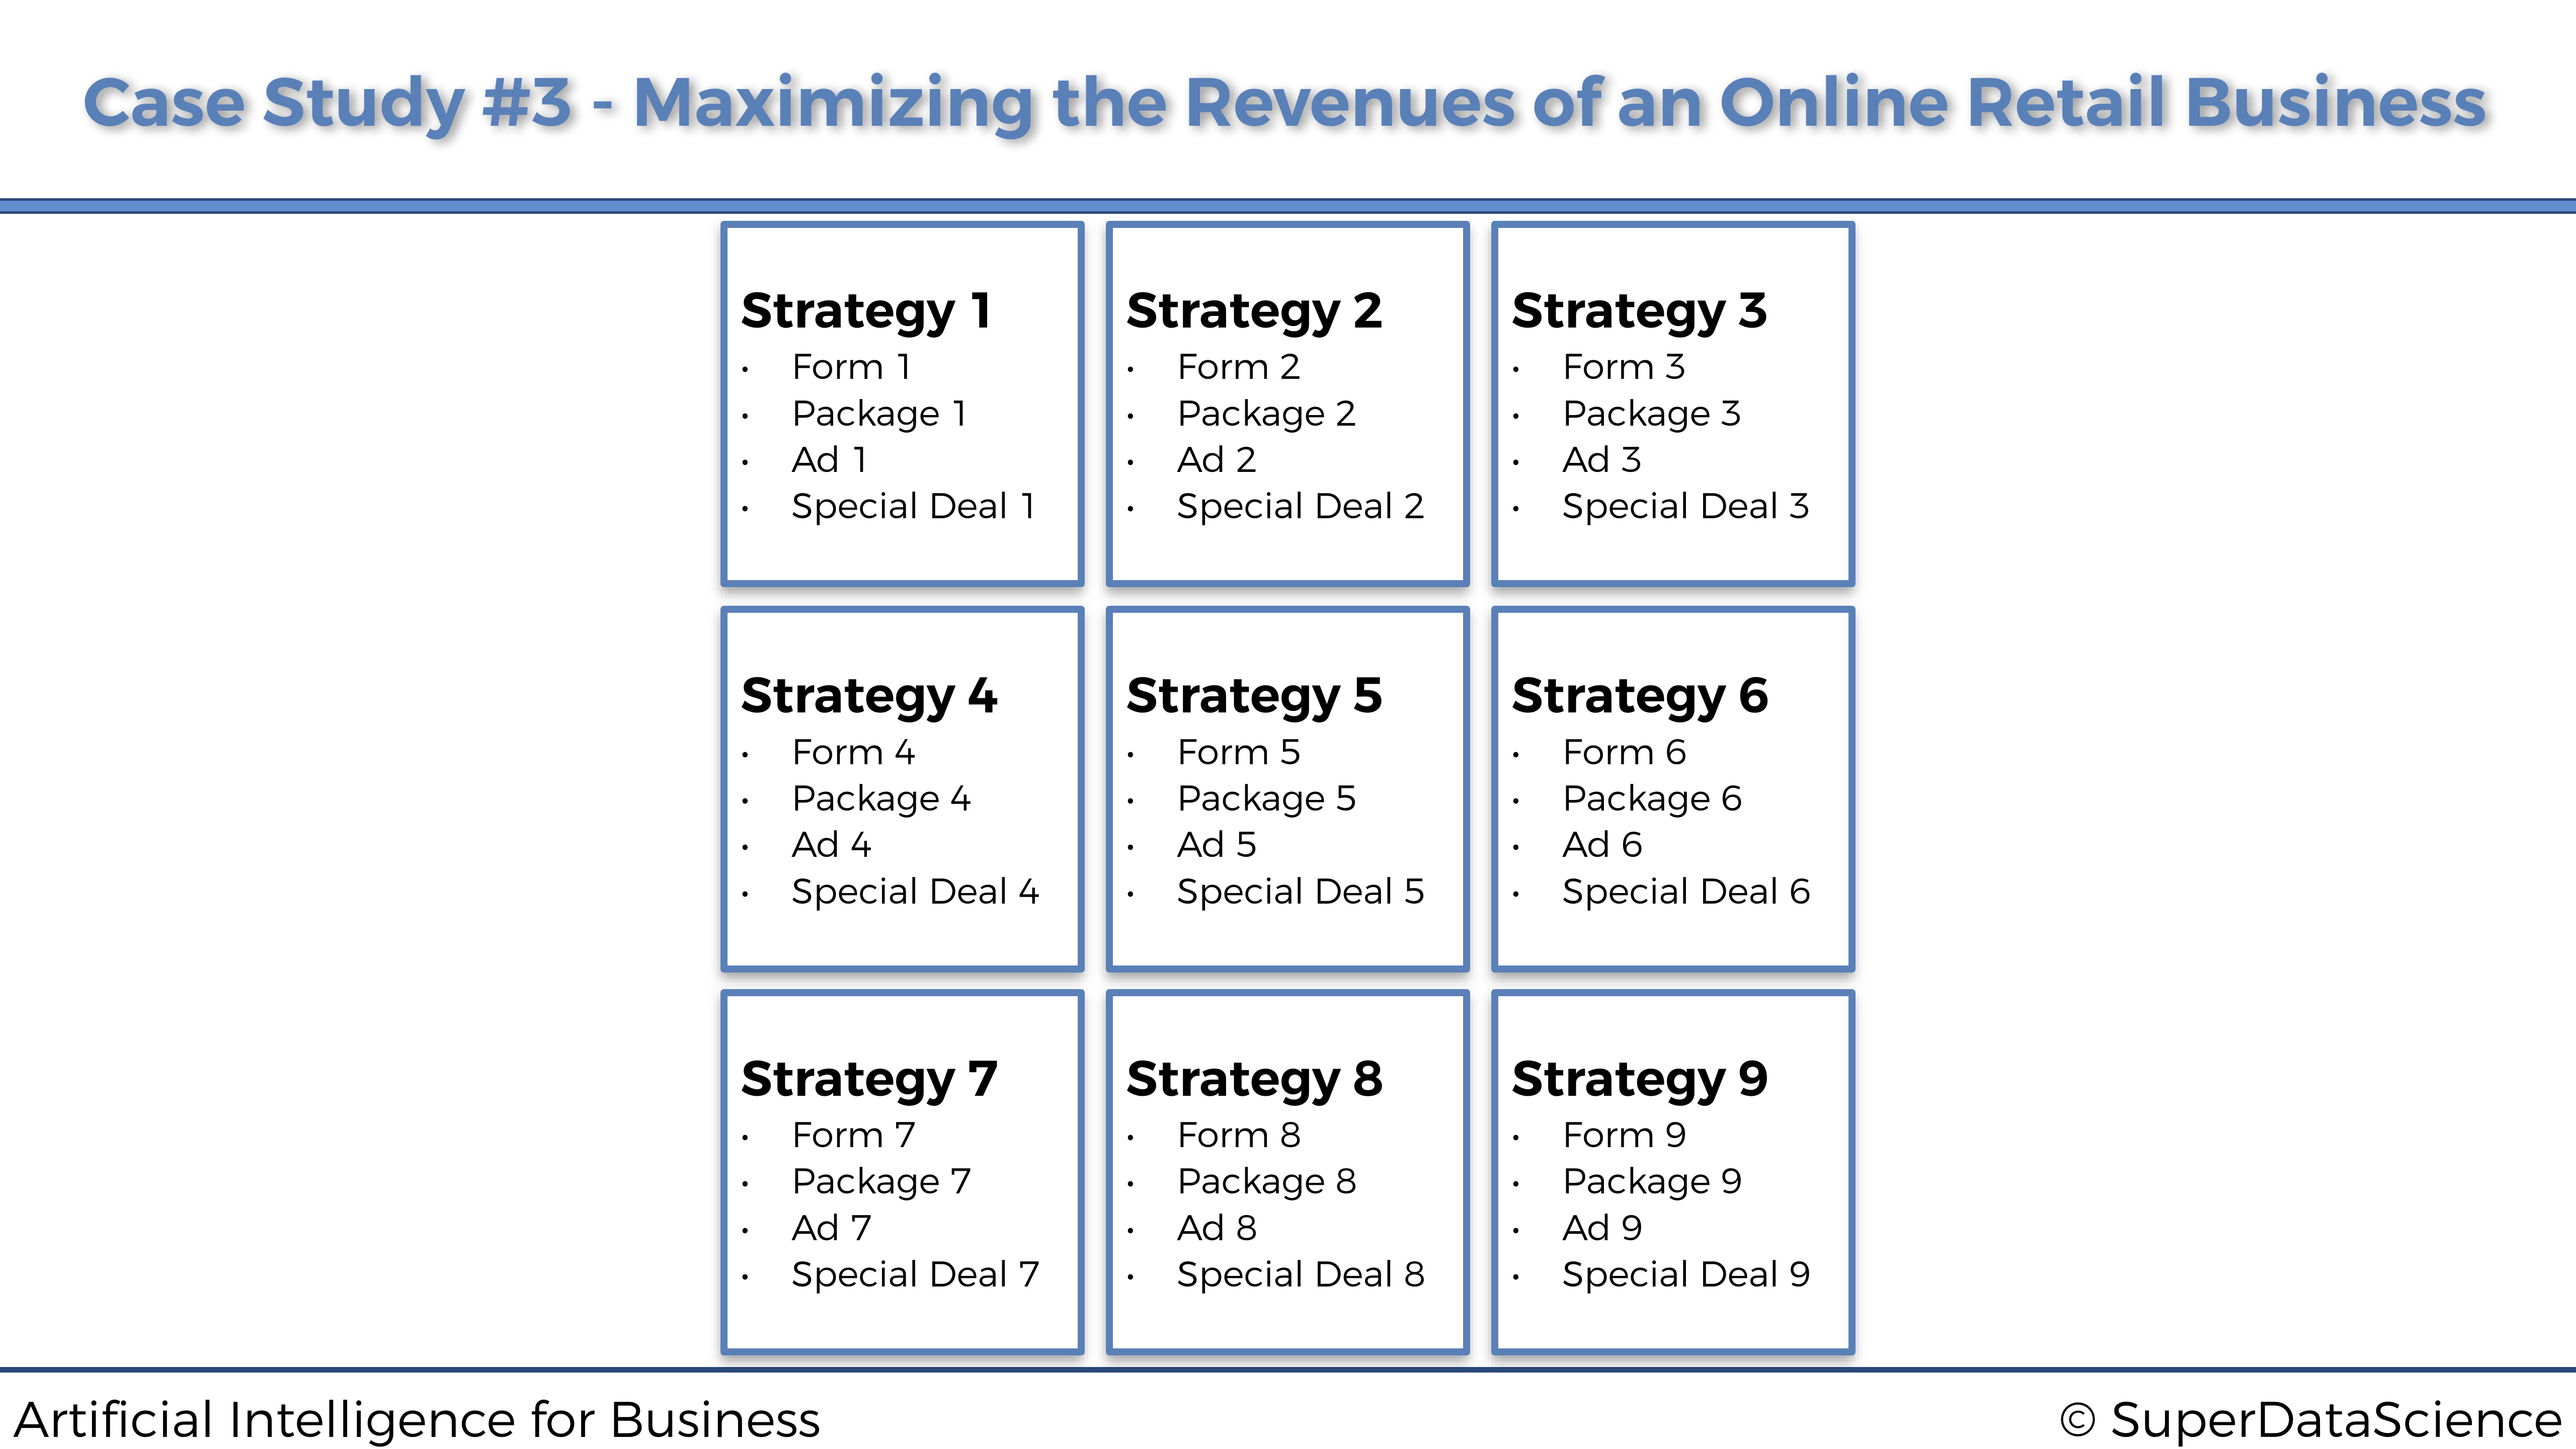 Case Study #3 - Maximizing the Revenues of an Online Retail Business
Strategy 1
• Form 1
• Package 1
• Ad 1
• Special Deal 1
Strategy 2
• Form 2
• Package 2
• Ad 2
• Special Deal 2
Strategy 3
• Form 3
• Package 3
• Ad 3
• Special Deal 3
Strategy 4
• Form 4
• Package 4
• Ad 4
• Special Deal 4
Strategy 5
• Form 5
• Package 5
• Ad 5
• Special Deal 5
Strategy 6
• Form 6
• Package 6
• Ad 6
• Special Deal 6
Strategy 7
• Form 7
• Package 7
• Ad 7
• Special Deal 7
Strategy 8
• Form 8
• Package 8
• Ad 8
• Special Deal 8
Strategy 9
• Form 9
• Package 9
• Ad 9
• Special Deal 9
Artificial Intelligence for Business
© SuperDataScience